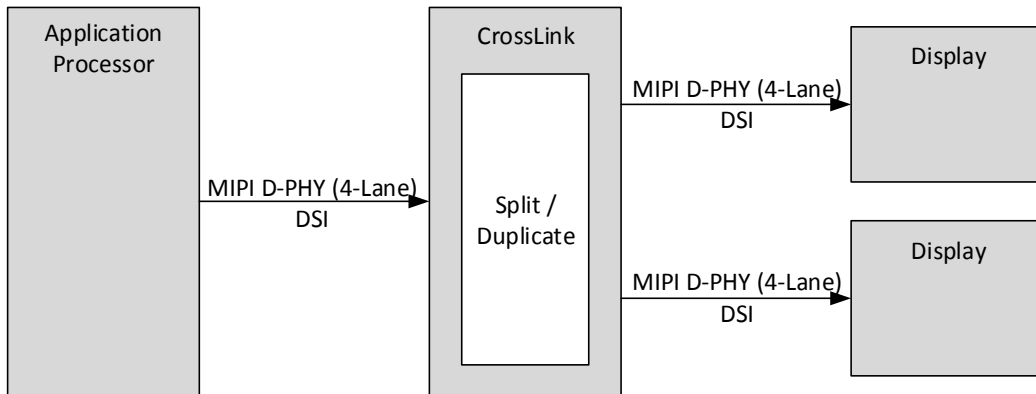 Application
Processor
MIPI D-PHY (4-Lane)
DSI
CrossLink
Split /
Duplicate
MIPI D-PHY (4-Lane)
DSI
Display
MIPI D-PHY (4-Lane)
DSI
Display